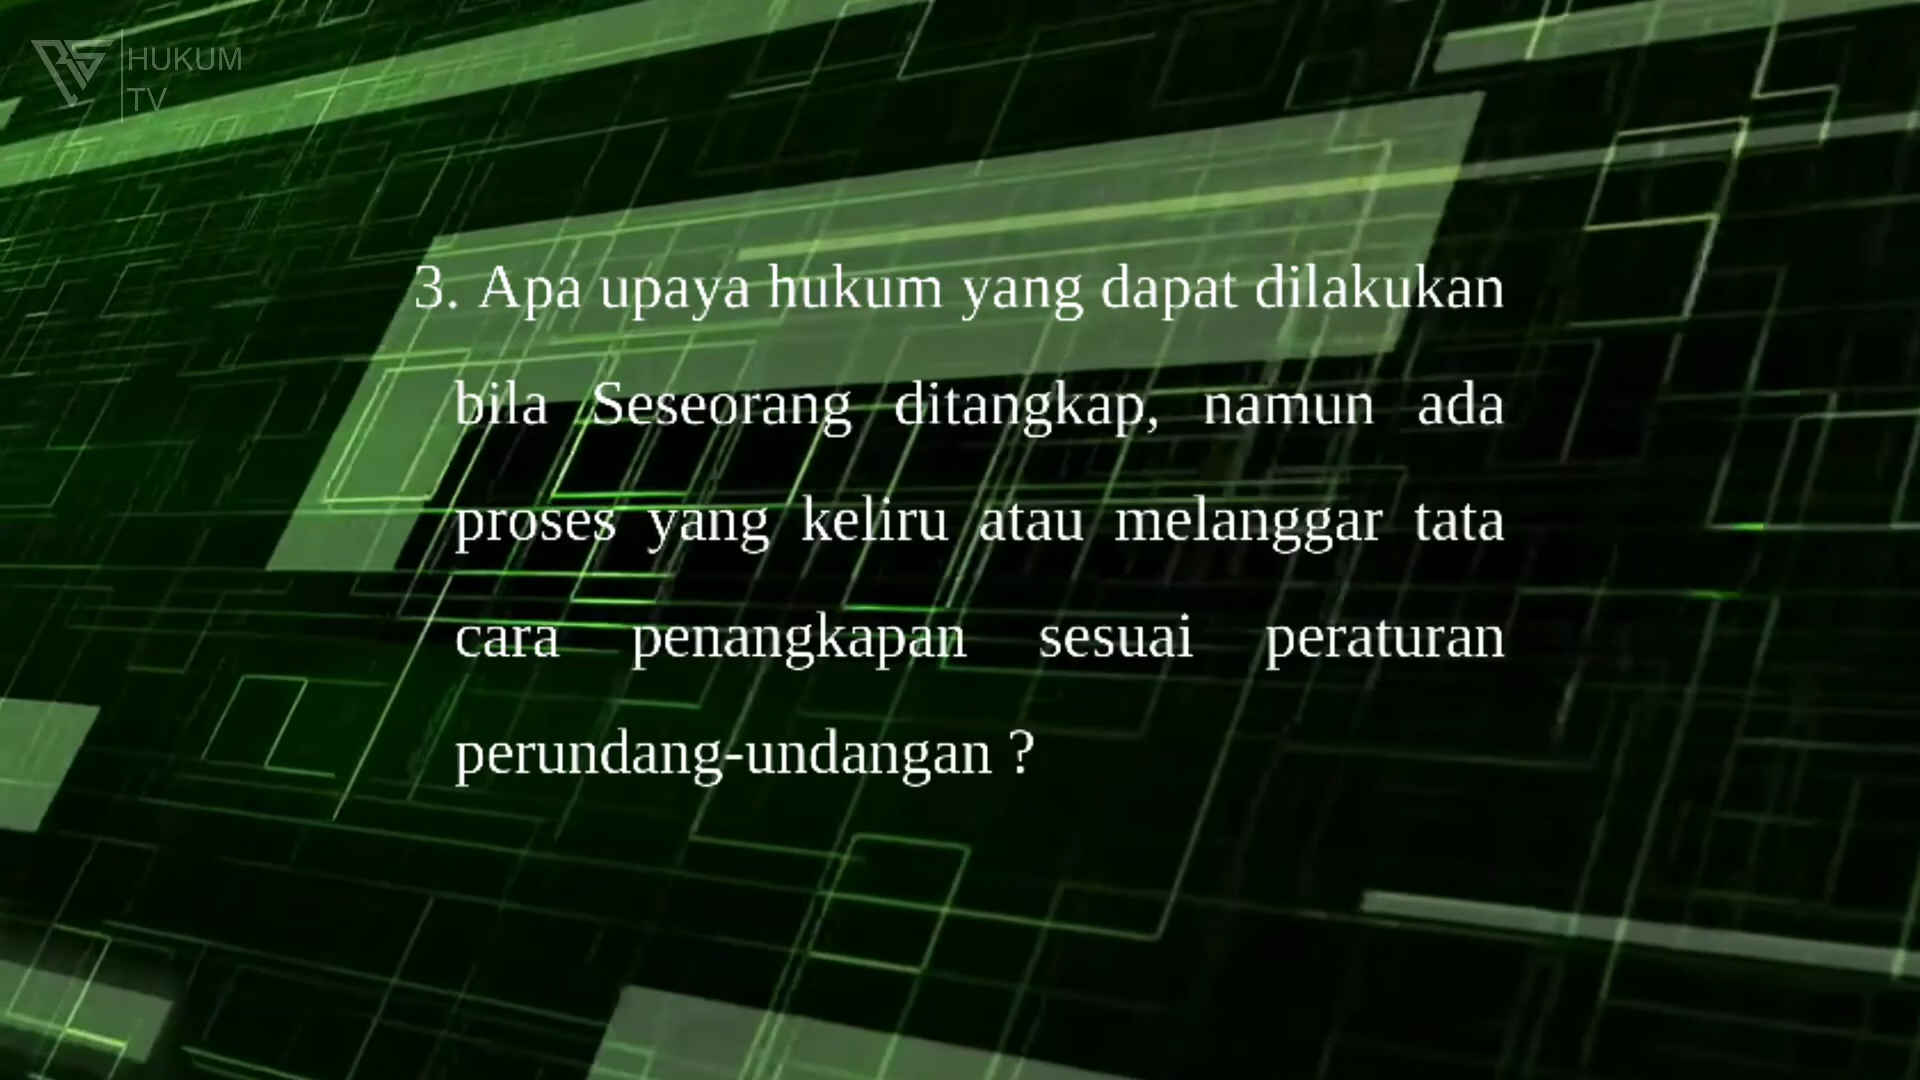 HUKUM
TV
3. Apa upaya hukum yang dapat dilakukan
bila Seseorang ditangkap, namun ada
proses yang keliru atau melanggar tata
cara penangkapan sesuai peraturan
perundang-undangan ?